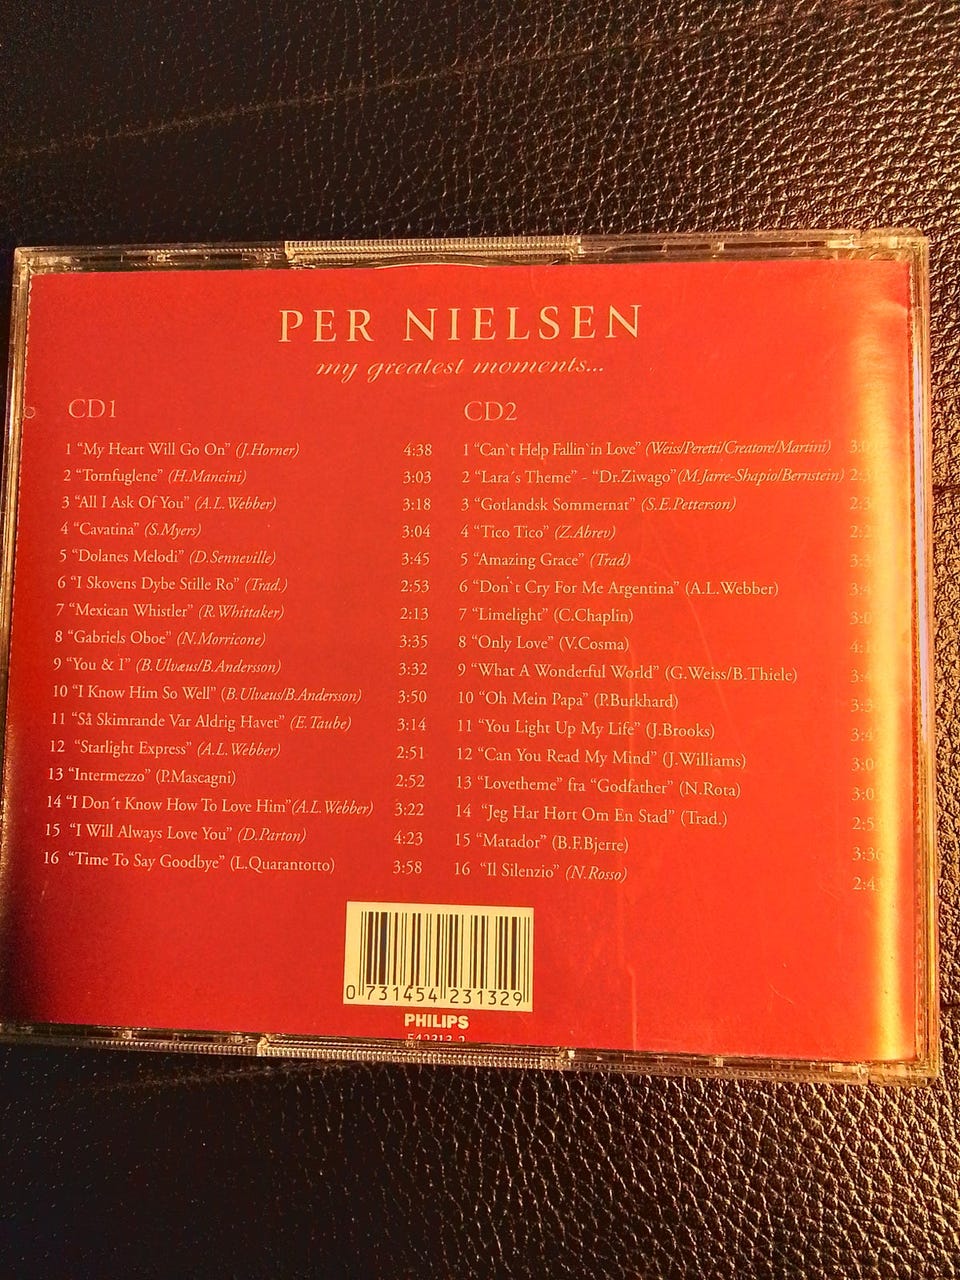 PER NIELSEN
my greatest moments...
CD1
1 “My Heart Will Go On” (J.Horner) 4:38
2 “Tornfuglene” (H.Mancini) 3:03
3 “All I Ask Of You” (A.L.Webber) 3:18
4 “Cavatina” (S.Myers) 3:04
5 “Dolanes Melodi” (D.Senneville) 3:45
6 “I Skovens Dybe Stille Ro” (Trad.) 2:53
7 “Mexican Whistler” (R.Whittaker) 2:13
8 “Gabriels Oboe” (N.Morricone) 3:35
9 “You & I” (B.Ulvæus/B.Andersson) 3:32
10 “I Know Him So Well” (B.Ulvæus/B.Andersson) 3:50
11 “Så Skimrande Var Aldrig Havet” (E.Taube) 3:14
12 “Starlight Express” (A.L.Webber) 2:51
13 “Intermezzo” (P.Mascagni) 2:52
14 “I Don´t Know How To Love Him” (A.L.Webber) 3:22
15 “I Will Always Love You” (D.Parton) 4:23
16 “Time To Say Goodbye” (L.Quarantotto) 3:58
CD2
1 “Can`t Help Fallin`in Love” (Weiss/Peretti/Creatore/Martini)
2 “Lara´s Theme” - “Dr.Ziwago” (M.Jarre-Shapio/Bernstein)
3 “Gotlandsk Sommernat” (S.E.Petterson)
4 “Tico Tico” (Z.Abrev)
5 “Amazing Grace” (Trad)
6 “Don`t Cry For Me Argentina” (A.L.Webber)
7 “Limelight” (C.Chaplin)
8 “Only Love” (V.Cosma)
9 “What A Wonderful World” (G.Weiss/B.Thiele)
10 “Oh Mein Papa” (P.Burkhard)
11 “You Light Up My Life” (J.Brooks)
12 “Can You Read My Mind” (J.Williams)
13 “Lovetheme” fra “Godfather” (N.Rota)
14 “Jeg Har Hørt Om En Stad” (Trad.)
15 “Matador” (B.F.Bjerre) 3:36
16 “Il Silenzio” (N.Rosso)
0 731454 231329
PHILIPS